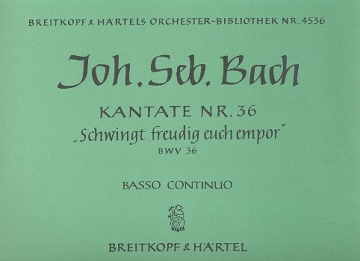 BREITKOPF & HÄRTELS ORCHESTER-BIBLIOTHEK NR. 4536
Joh. Seb. Bach
KANTATE NR. 36
„Schwingt freudig euch empor"
BWV 36
BASSO CONTINUO
BREITKOPF & HÄRTEL